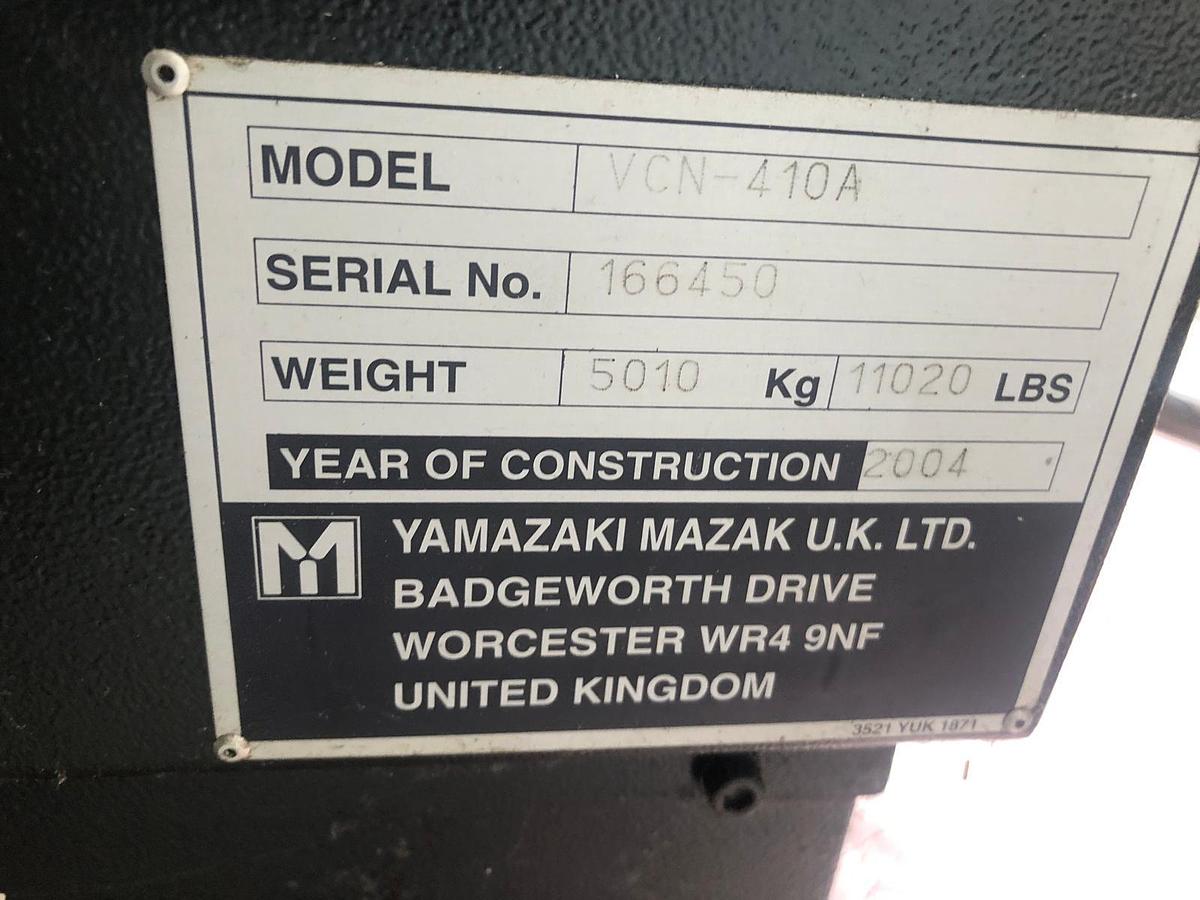 MODEL VCN-410A
SERIAL No. 166450
WEIGHT 5010 Kg 11020 LBS
YEAR OF CONSTRUCTION 2004
YAMAZAKI MAZAK U.K. LTD.
BADGEWORTH DRIVE
WORCESTER WR4 9NF
UNITED KINGDOM
3521 YUK 1871